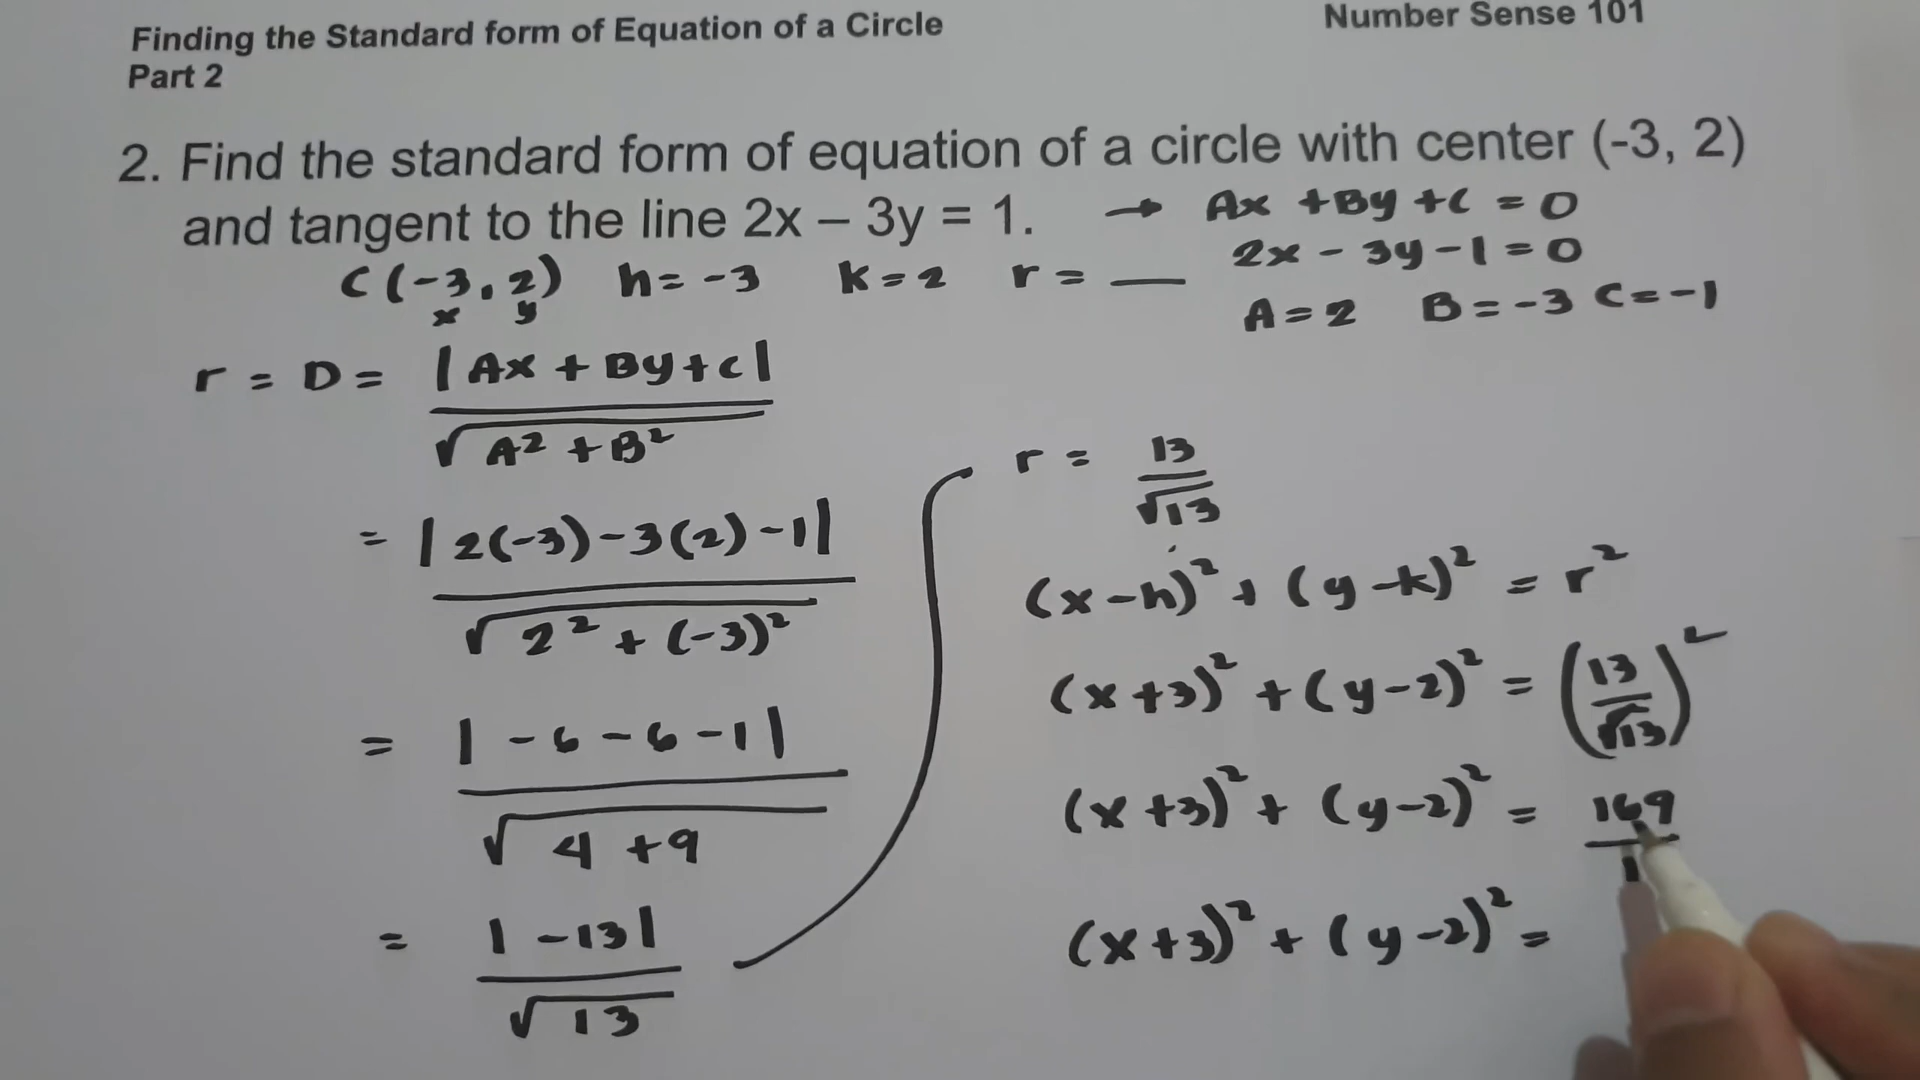 Finding the Standard form of Equation of a Circle
Part 2
Number Sense 101
2. Find the standard form of equation of a circle with center (-3, 2)
and tangent to the line 2x – 3y = 1.
→ Ax + By + C = 0
2x - 3y - 1 = 0
A = 2 B = -3 C = -1
C(-3, 2) h = -3 k = 2 r = __
x y
r = D = |Ax + By + C|
√A² + B²
= |2(-3) - 3(2) - 1|
√2² + (-3)²
= |-6 - 6 - 1|
√4 + 9
= |-13|
√13
r = 13
√13
(x - h)² + (y - k)² = r²
(x + 3)² + (y - 2)² = (13/√13)²
(x + 3)² + (y - 2)² = 169
(x + 3)² + (y - 2)² =